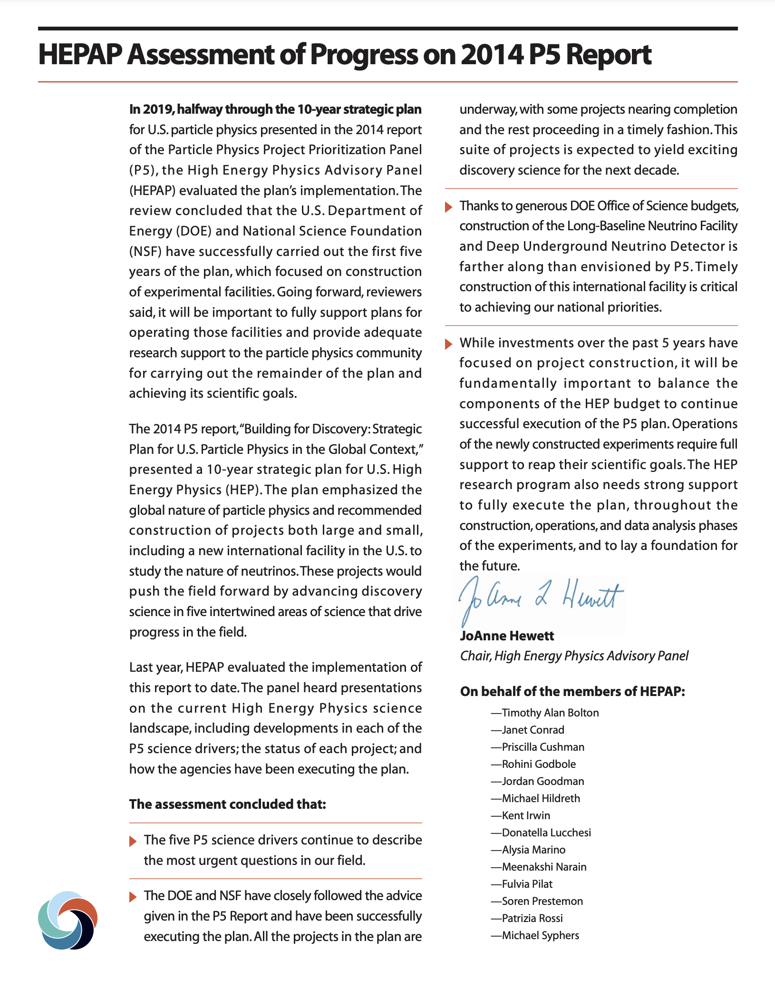 HEPAP Assessment of Progress on 2014 P5 Report
In 2019, halfway through the 10-year strategic plan
for U.S. particle physics presented in the 2014 report
of the Particle Physics Project Prioritization Panel
(P5), the High Energy Physics Advisory Panel
(HEPAP) evaluated the plan’s implementation. The
review concluded that the U.S. Department of
Energy (DOE) and National Science Foundation
(NSF) have successfully carried out the first five
years of the plan, which focused on construction
of experimental facilities. Going forward, reviewers
said, it will be important to fully support plans for
operating those facilities and provide adequate
research support to the particle physics community
for carrying out the remainder of the plan and
achieving its scientific goals.
The 2014 P5 report, “Building for Discovery: Strategic
Plan for U.S. Particle Physics in the Global Context,”
presented a 10-year strategic plan for U.S. High
Energy Physics (HEP). The plan emphasized the
global nature of particle physics and recommended
construction of projects both large and small,
including a new international facility in the U.S. to
study the nature of neutrinos. These projects would
push the field forward by advancing discovery
science in five intertwined areas of science that drive
progress in the field.
Last year, HEPAP evaluated the implementation of
this report to date. The panel heard presentations
on the current High Energy Physics science
landscape, including developments in each of the
P5 science drivers; the status of each project; and
how the agencies have been executing the plan.
The assessment concluded that:
The five P5 science drivers continue to describe
the most urgent questions in our field.
The DOE and NSF have closely followed the advice
given in the P5 Report and have been successfully
executing the plan. All the projects in the plan are
underway, with some projects nearing completion
and the rest proceeding in a timely fashion. This
suite of projects is expected to yield exciting
discovery science for the next decade.
Thanks to generous DOE Office of Science budgets,
construction of the Long-Baseline Neutrino Facility
and Deep Underground Neutrino Detector is
farther along than envisioned by P5. Timely
construction of this international facility is critical
to achieving our national priorities.
While investments over the past 5 years have
focused on project construction, it will be
fundamentally important to balance the
components of the HEP budget to continue
successful execution of the P5 plan. Operations
of the newly constructed experiments require full
support to reap their scientific goals. The HEP
research program also needs strong support
to fully execute the plan, throughout the
construction, operations, and data analysis phases
of the experiments, and to lay a foundation for
the future.
JoAnne L Hewett
JoAnne Hewett
Chair, High Energy Physics Advisory Panel
On behalf of the members of HEPAP:
—Timothy Alan Bolton
—Janet Conrad
—Priscilla Cushman
—Rohini Godbole
—Jordan Goodman
—Michael Hildreth
—Kent Irwin
—Donatella Lucchesi
—Alysia Marino
—Meenakshi Narain
—Fulvia Pilat
—Soren Prestemon
—Patrizia Rossi
—Michael Syphers